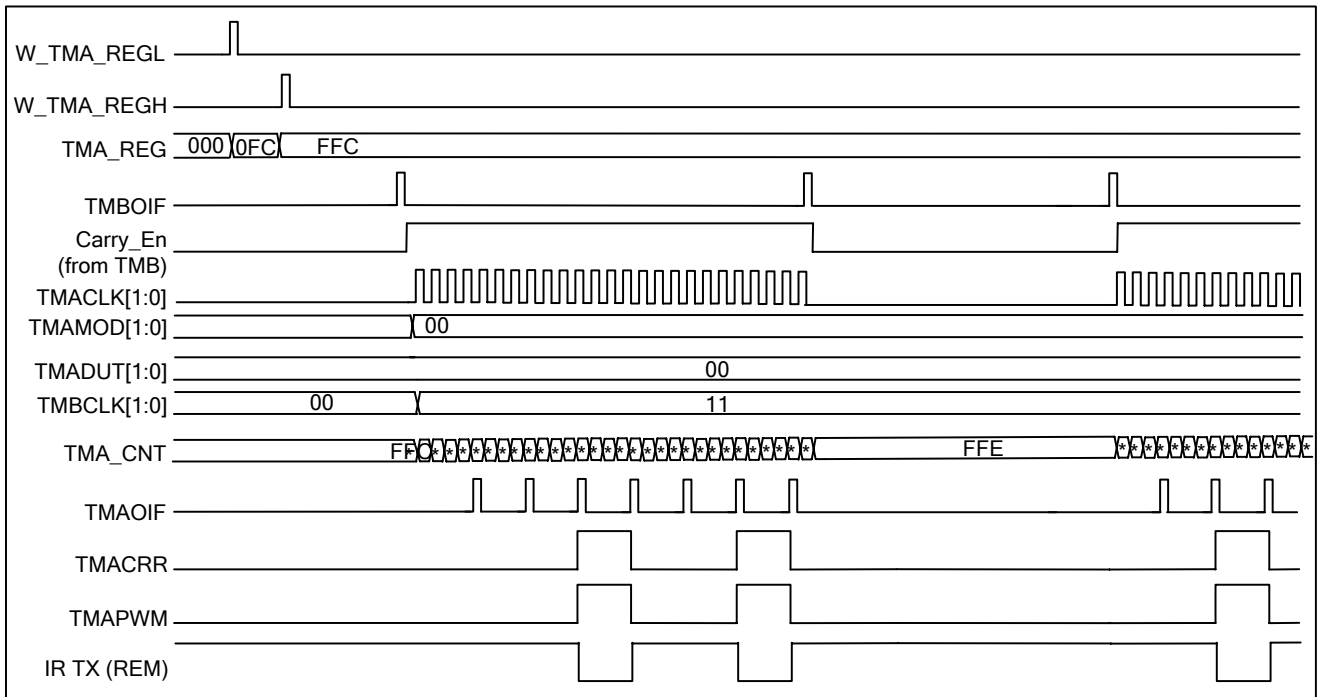 W_TMA_REGL
W_TMA_REGH
TMA_REG 000 0FC FFC
TMBOIF
Carry_En
(from TMB)
TMACLK[1:0]
TMAMOD[1:0] 00
TMADUT[1:0] 00
TMBCLK[1:0] 00 11
TMA_CNT FFC * * * * * * * * * * * * * * * * * * * * * * * * * * * * * FFE * * * * * * * * * * * * * * *
TMAOIF
TMACRR
TMAPWM
IR TX (REM)